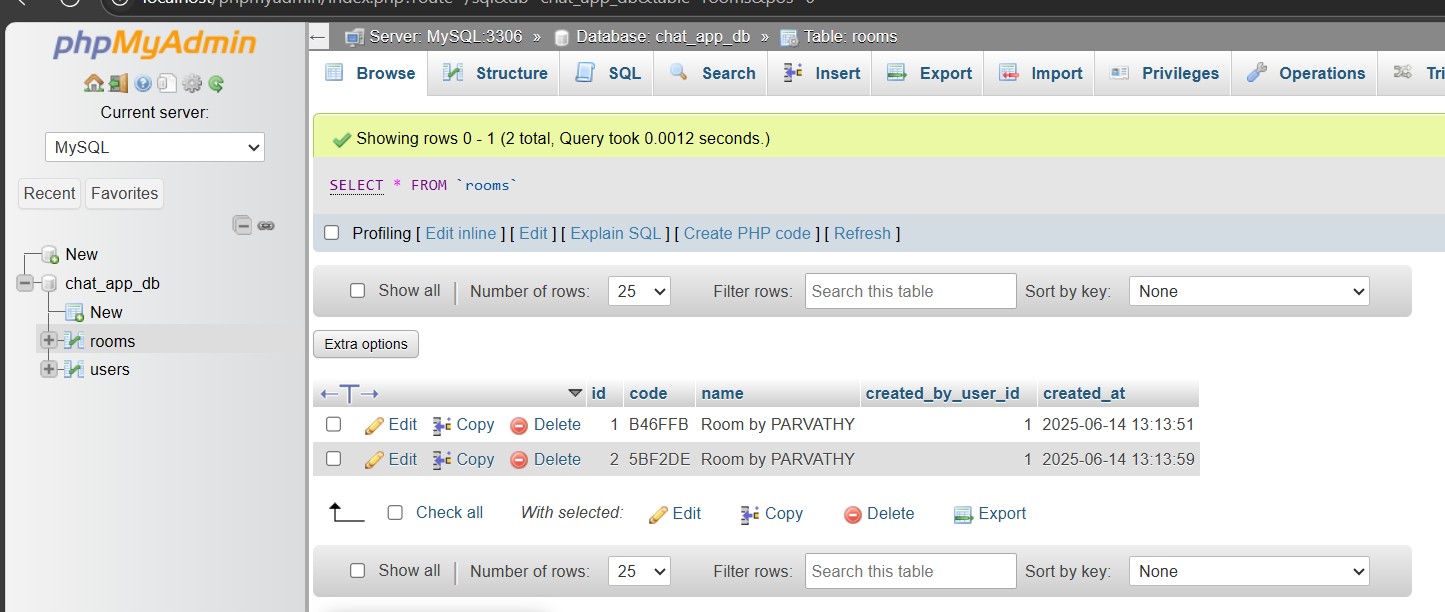 localhost/phpmyadmin/index.php?route=/sql&db=chat_app_db&table=rooms&pos=0
phpMyAdmin
Current server:
MySQL
Recent Favorites
New
chat_app_db
New
rooms
users
Server: MySQL:3306 » Database: chat_app_db » Table: rooms
Browse Structure SQL Search Insert Export Import Privileges Operations Tri
Showing rows 0 - 1 (2 total, Query took 0.0012 seconds.)
SELECT * FROM `rooms`
Profiling [ Edit inline ] [ Edit ] [ Explain SQL ] [ Create PHP code ] [ Refresh ]
Show all Number of rows: 25 Filter rows: Search this table Sort by key: None
Extra options
id code name created_by_user_id created_at
Edit Copy Delete 1 B46FFB Room by PARVATHY 1 2025-06-14 13:13:51
Edit Copy Delete 2 5BF2DE Room by PARVATHY 1 2025-06-14 13:13:59
Check all With selected: Edit Copy Delete Export
Show all Number of rows: 25 Filter rows: Search this table Sort by key: None